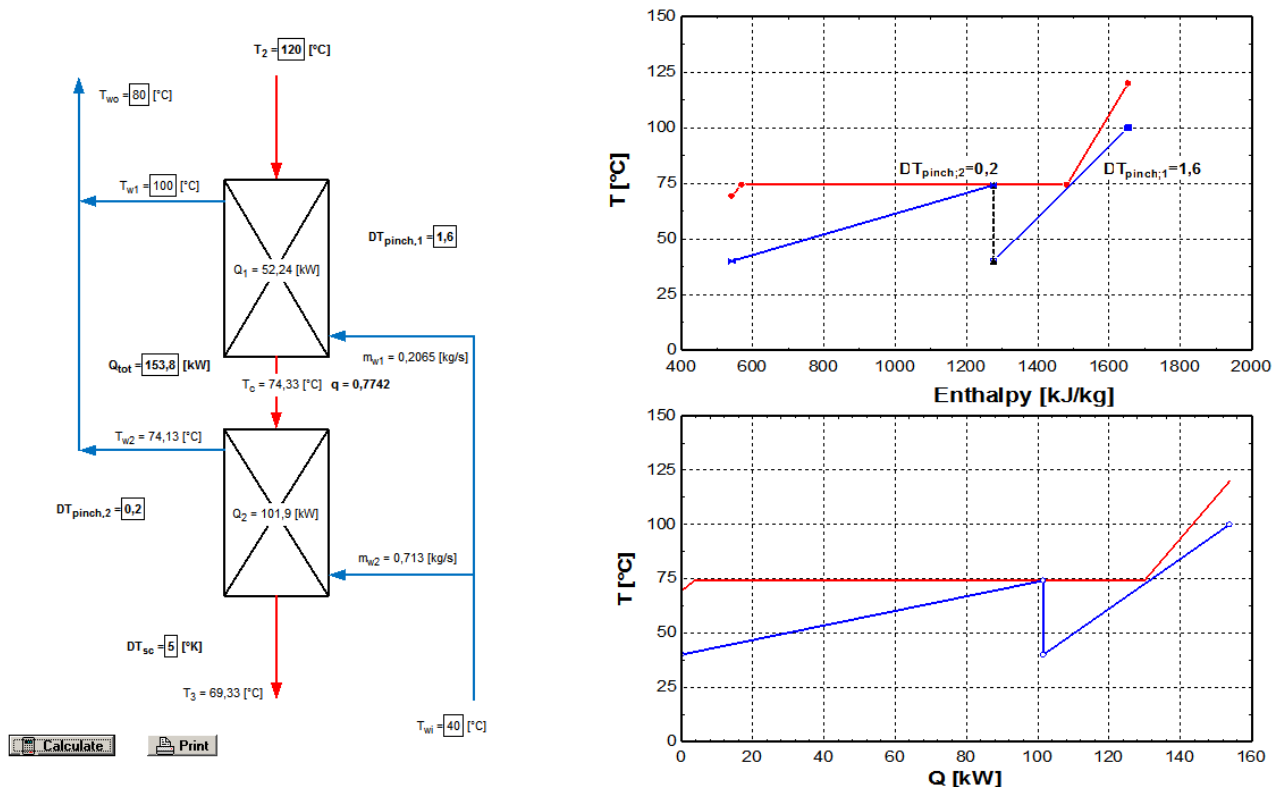 T2 = 120 [°C]
Two = 80 [°C]
Tw1 = 100 [°C]
DTpinch,1 = 1,6
Q1 = 52,24 [kW]
mw1 = 0,2065 [kg/s]
Qtot = 153,8 [kW]
Tc = 74,33 [°C] q = 0,7742
Tw2 = 74,13 [°C]
DTpinch,2 = 0,2
Q2 = 101,9 [kW]
mw2 = 0,713 [kg/s]
DTsc = 5 [°K]
T3 = 69,33 [°C]
Twi = 40 [°C]
Calculate
Print
150
125
100
75
50
25
0
T [°C]
DTpinch;2=0,2
DTpinch;1=1,6
400 600 800 1000 1200 1400 1600 1800 2000
Enthalpy [kJ/kg]
150
125
100
75
50
25
0
T [°C]
0 20 40 60 80 100 120 140 160
Q [kW]